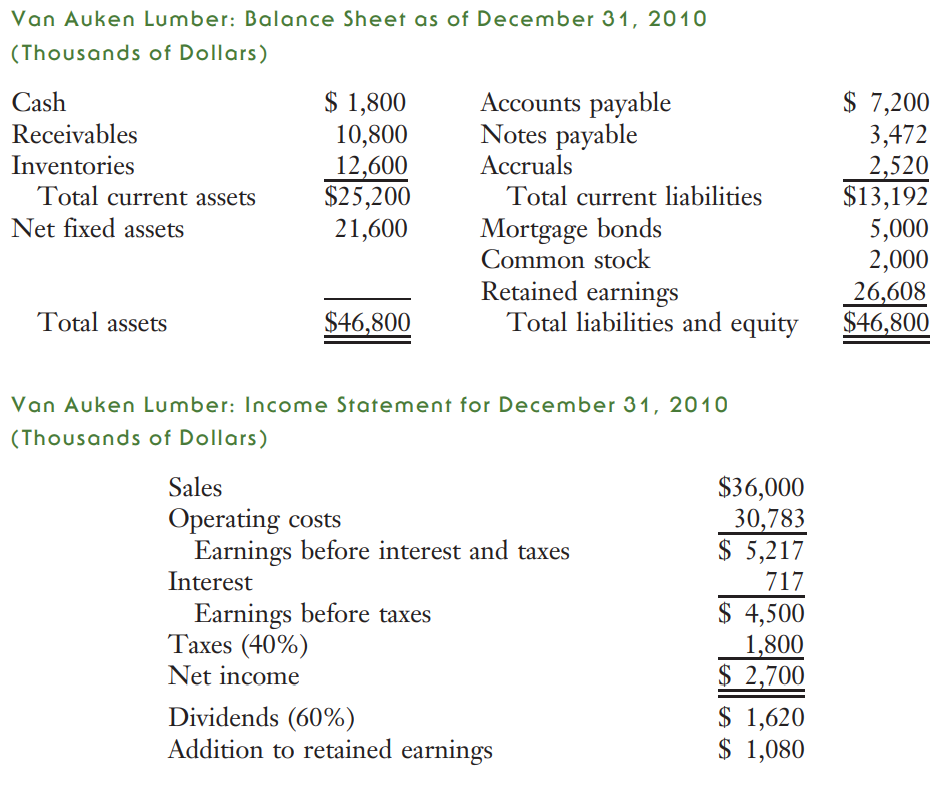 Van Auken Lumber: Balance Sheet as of December 31, 2010
(Thousands of Dollars)
Cash $ 1,800 Accounts payable $ 7,200
Receivables 10,800 Notes payable 3,472
Inventories 12,600 Accruals 2,520
Total current assets $25,200 Total current liabilities $13,192
Net fixed assets 21,600 Mortgage bonds 5,000
Common stock 2,000
Retained earnings 26,608
Total assets $46,800 Total liabilities and equity $46,800
Van Auken Lumber: Income Statement for December 31, 2010
(Thousands of Dollars)
Sales $36,000
Operating costs 30,783
Earnings before interest and taxes $ 5,217
Interest 717
Earnings before taxes $ 4,500
Taxes (40%) 1,800
Net income $ 2,700
Dividends (60%) $ 1,620
Addition to retained earnings $ 1,080